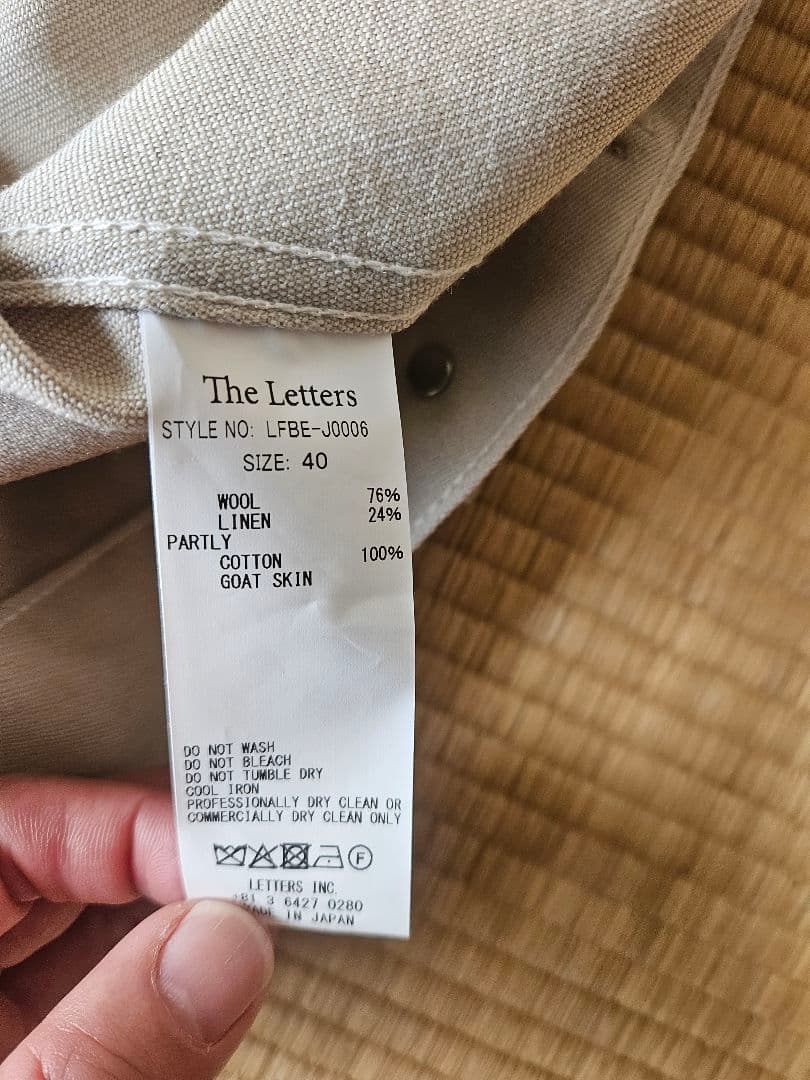 The Letters
STYLE NO: LFBE-J0006
SIZE: 40
WOOL 76%
LINEN 24%
PARTLY
COTTON 100%
GOAT SKIN
DO NOT WASH
DO NOT BLEACH
DO NOT TUMBLE DRY
COOL IRON
PROFESSIONALLY DRY CLEAN OR
COMMERCIALLY DRY CLEAN ONLY
F
LETTERS INC.
+81 3 6427 0280
MADE IN JAPAN